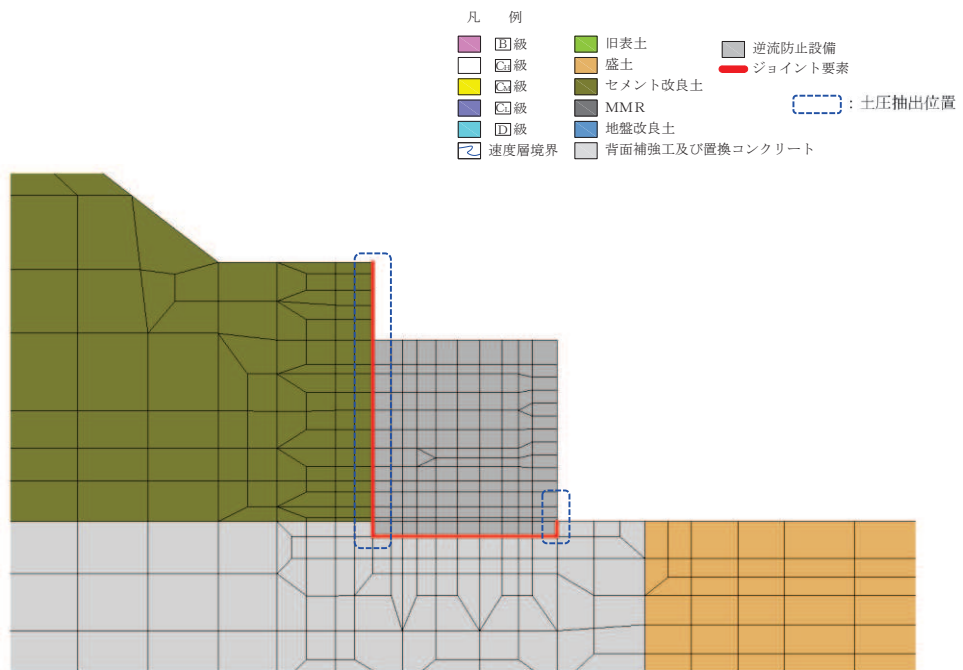 凡 例
B級
CH級
CM級
CL級
D級
速度層境界
旧表土
盛土
セメント改良土
MMR
地盤改良土
背面補強工及び置換コンクリート
逆流防止設備
ジョイント要素
：土圧抽出位置